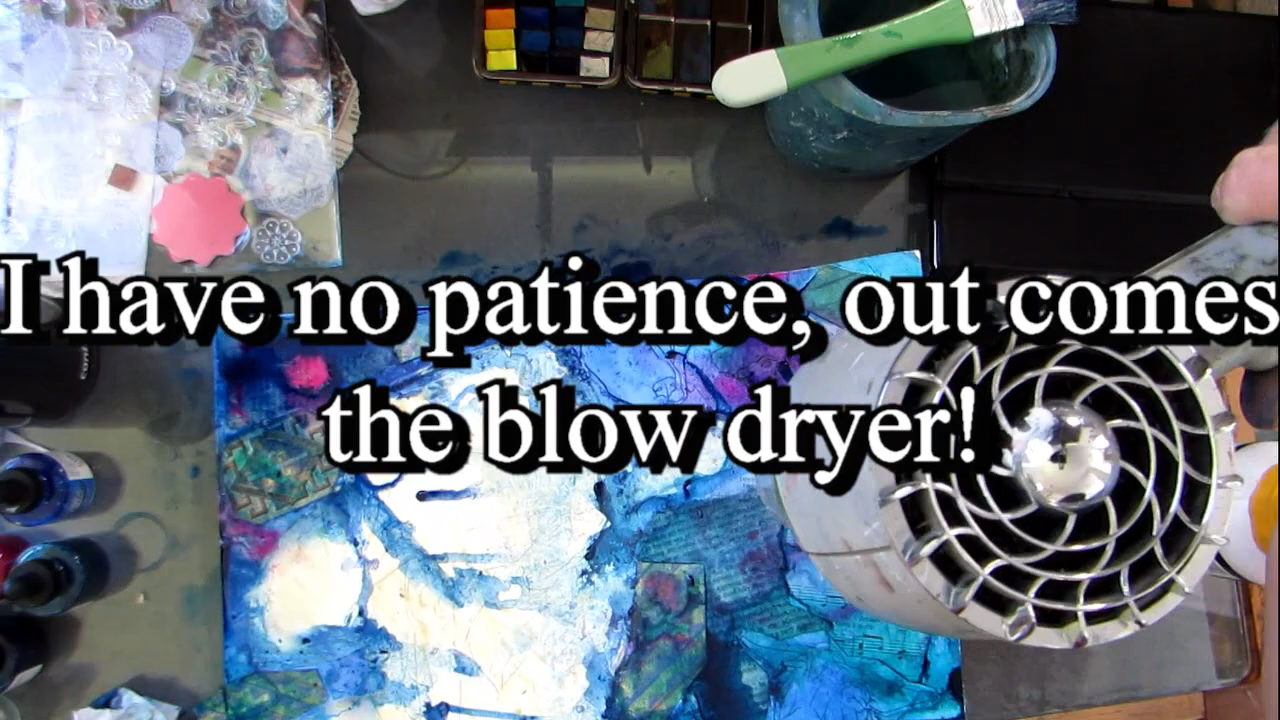 I have no patience, out comes
the blow dryer!